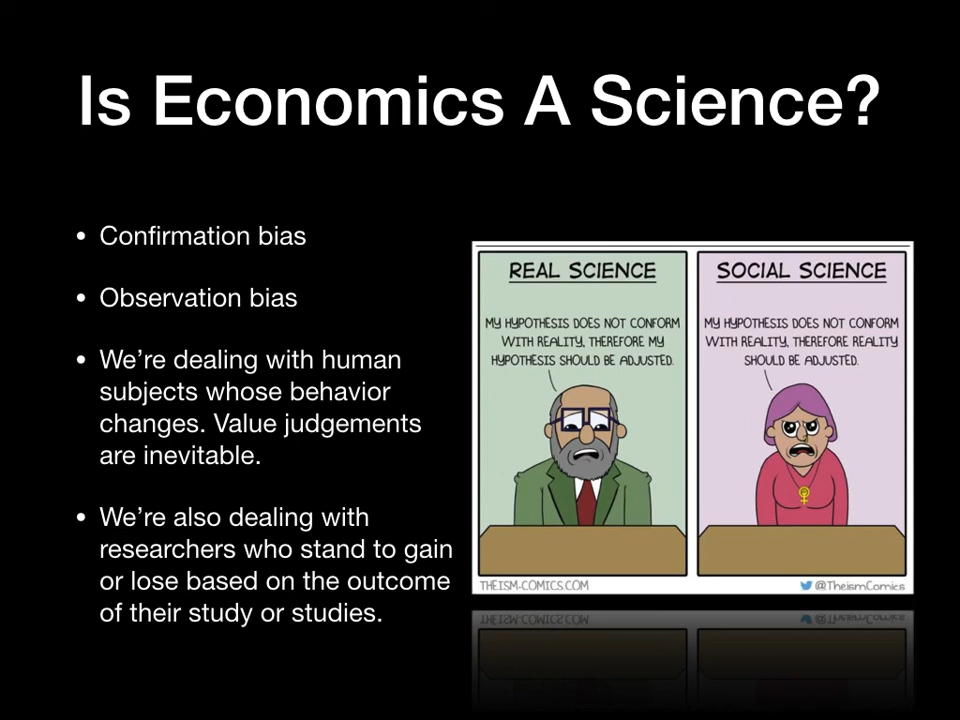 Is Economics A Science?
• Confirmation bias
• Observation bias
• We’re dealing with human
subjects whose behavior
changes. Value judgements
are inevitable.
• We’re also dealing with
researchers who stand to gain
or lose based on the outcome
of their study or studies.
REAL SCIENCE
MY HYPOTHESIS DOES NOT CONFORM
WITH REALITY, THEREFORE MY
HYPOTHESIS SHOULD BE ADJUSTED.
THEISM-COMICS.COM
SOCIAL SCIENCE
MY HYPOTHESIS DOES NOT CONFORM
WITH REALITY, THEREFORE REALITY
SHOULD BE ADJUSTED.
@TheismComics